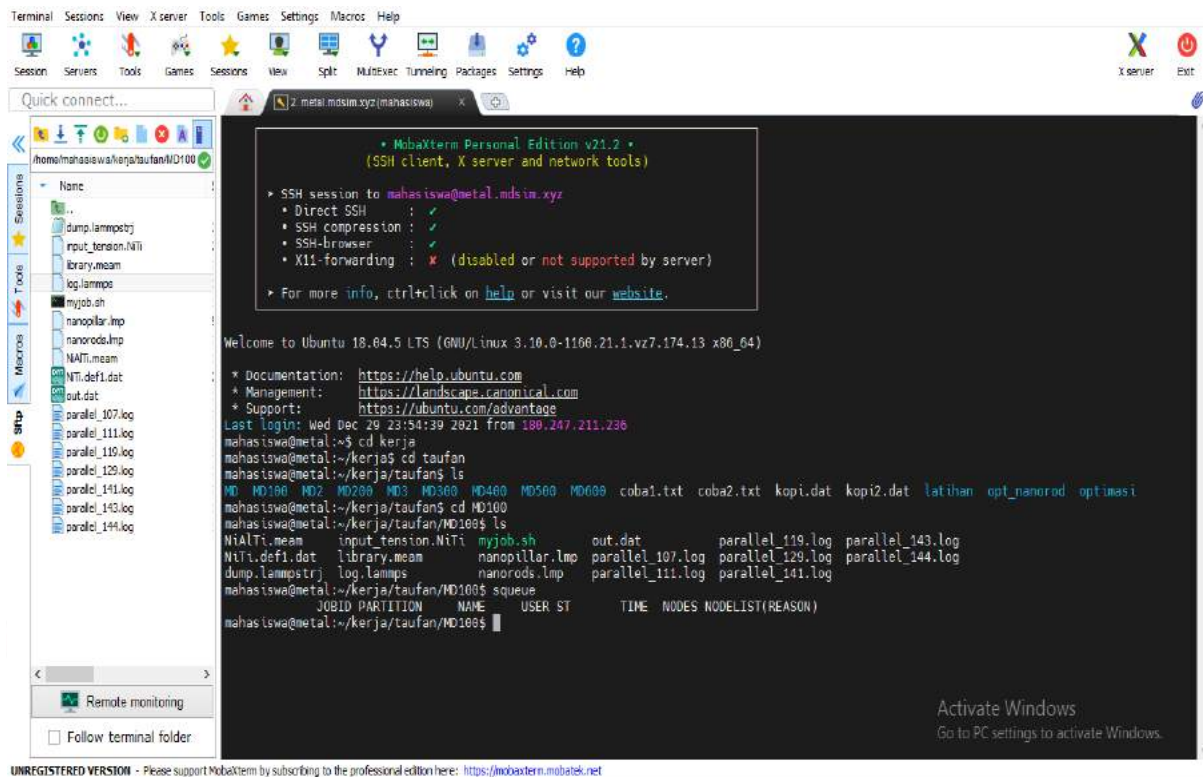 Terminal Sessions View X server Tools Games Settings Macros Help
Session Servers Tools Games Sessions View Split MultiExec Tunneling Packages Settings Help X server Exit
Quick connect...
2. metal.mdsim.xyz (mahasiswa) x
/home/mahasiswa/kerja/taufan/MD100
Sessions
Tools
Macros
Sftp
Name
..
dump.lammpstrj
input_tension.NiTi
library.meam
log.lammps
myjob.sh
nanopillar.lmp
nanorods.lmp
NiAlTi.meam
NiTi.def1.dat
out.dat
parallel_107.log
parallel_111.log
parallel_119.log
parallel_129.log
parallel_141.log
parallel_143.log
parallel_144.log
Remote monitoring
Follow terminal folder
• MobaXterm Personal Edition v21.2 •
(SSH client, X server and network tools)
► SSH session to mahasiswa@metal.mdsim.xyz
• Direct SSH : ✓
• SSH compression : ✓
• SSH-browser : ✓
• X11-forwarding : ✘ (disabled or not supported by server)
► For more info, ctrl+click on help or visit our website.
Welcome to Ubuntu 18.04.5 LTS (GNU/Linux 3.10.0-1160.21.1.vz7.174.13 x86_64)
* Documentation: https://help.ubuntu.com
* Management: https://landscape.canonical.com
* Support: https://ubuntu.com/advantage
Last login: Wed Dec 29 23:54:39 2021 from 180.247.211.236
mahasiswa@metal:~$ cd kerja
mahasiswa@metal:~/kerja$ cd taufan
mahasiswa@metal:~/kerja/taufan$ ls
MD MD100 MD2 MD200 MD3 MD300 MD400 MD500 MD600 coba1.txt coba2.txt kopi.dat kopi2.dat latihan opt_nanorod optimasi
mahasiswa@metal:~/kerja/taufan$ cd MD100
mahasiswa@metal:~/kerja/taufan/MD100$ ls
NiAlTi.meam input_tension.NiTi myjob.sh out.dat parallel_119.log parallel_143.log
NiTi.def1.dat library.meam nanopillar.lmp parallel_107.log parallel_129.log parallel_144.log
dump.lammpstrj log.lammps nanorods.lmp parallel_111.log parallel_141.log
mahasiswa@metal:~/kerja/taufan/MD100$ squeue
JOBID PARTITION NAME USER ST TIME NODES NODELIST(REASON)
mahasiswa@metal:~/kerja/taufan/MD100$
Activate Windows
Go to PC settings to activate Windows.
UNREGISTERED VERSION - Please support MobaXterm by subscribing to the professional edition here: https://mobaxterm.mobatek.net